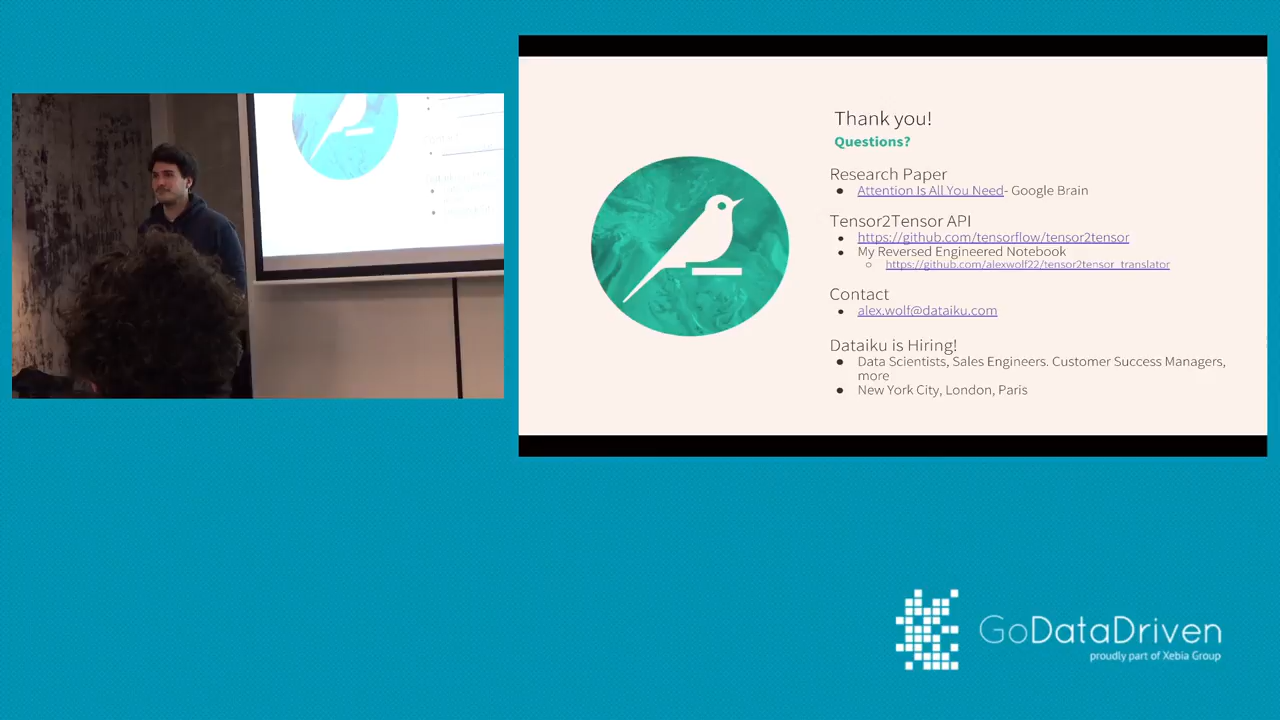 Thank you!
Questions?
Research Paper
● Attention Is All You Need- Google Brain
Tensor2Tensor API
● https://github.com/tensorflow/tensor2tensor
● My Reversed Engineered Notebook
○ https://github.com/alexwolff22/tensor2tensor_translator
Contact
● alex.wolf@dataiku.com
Dataiku is Hiring!
● Data Scientists, Sales Engineers. Customer Success Managers,
more
● New York City, London, Paris
GoDataDriven
proudly part of Xebia Group